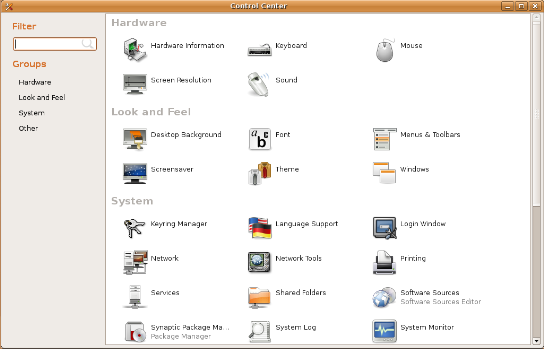 Control Center
Filter
Groups
Hardware
Look and Feel
System
Other
Hardware
Hardware Information
Keyboard
Mouse
Screen Resolution
Sound
Look and Feel
Desktop Background
Font
Menus & Toolbars
Screensaver
Theme
Windows
System
Keyring Manager
Language Support
Login Window
Network
Network Tools
Printing
Services
Shared Folders
Software Sources
Software Sources Editor
Synaptic Package Ma...
Package Manager
System Log
System Monitor